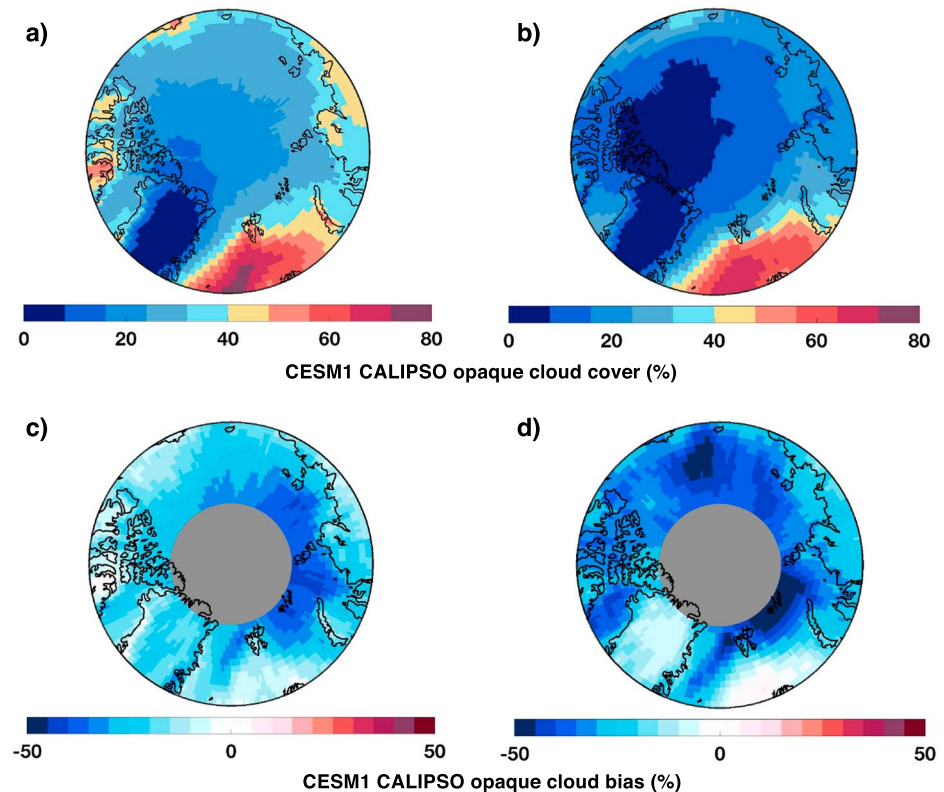 a) b)
0 20 40 60 80 0 20 40 60 80
CESM1 CALIPSO opaque cloud cover (%)
c) d)
-50 0 50 -50 0 50
CESM1 CALIPSO opaque cloud bias (%)